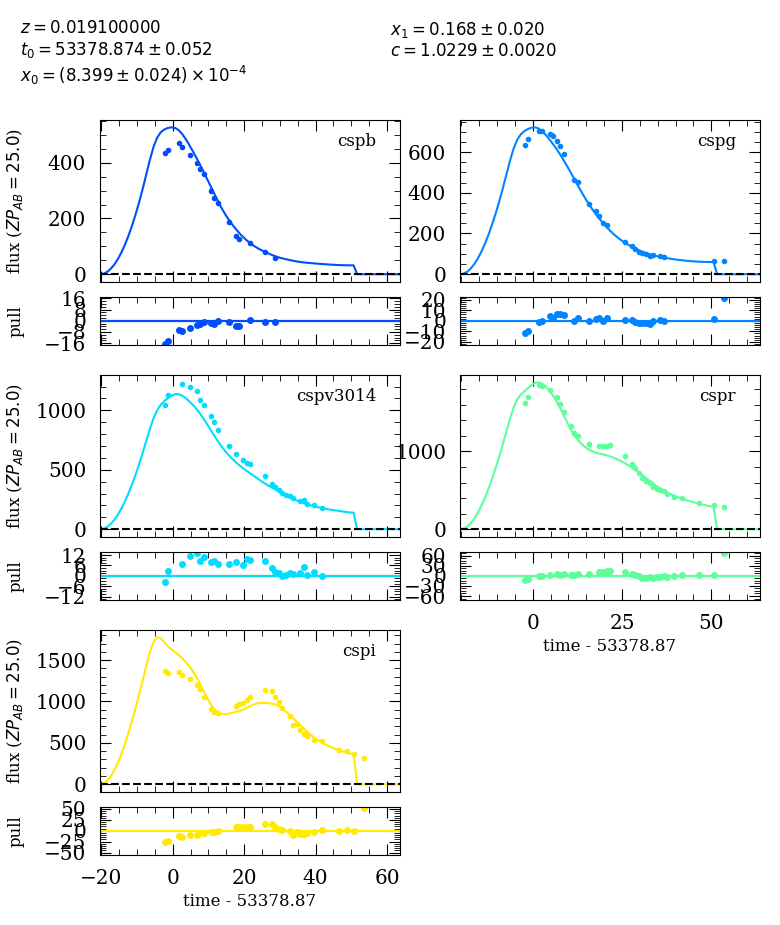 z = 0.019100000
t0 = 53378.874 ± 0.052
x0 = (8.399 ± 0.024) × 10^−4
x1 = 0.168 ± 0.020
c = 1.0229 ± 0.0020
flux (ZP_AB = 25.0)
400
200
0
cspb
600
400
200
0
cspg
pull
16
8
0
−8
−16
20
10
0
−10
−20
flux (ZP_AB = 25.0)
1000
500
0
cspv3014
1000
0
cspr
pull
12
6
0
−6
−12
60
30
0
−30
−60
0 25 50
time - 53378.87
flux (ZP_AB = 25.0)
1500
1000
500
0
cspi
pull
50
25
0
−25
−50
−20 0 20 40 60
time - 53378.87